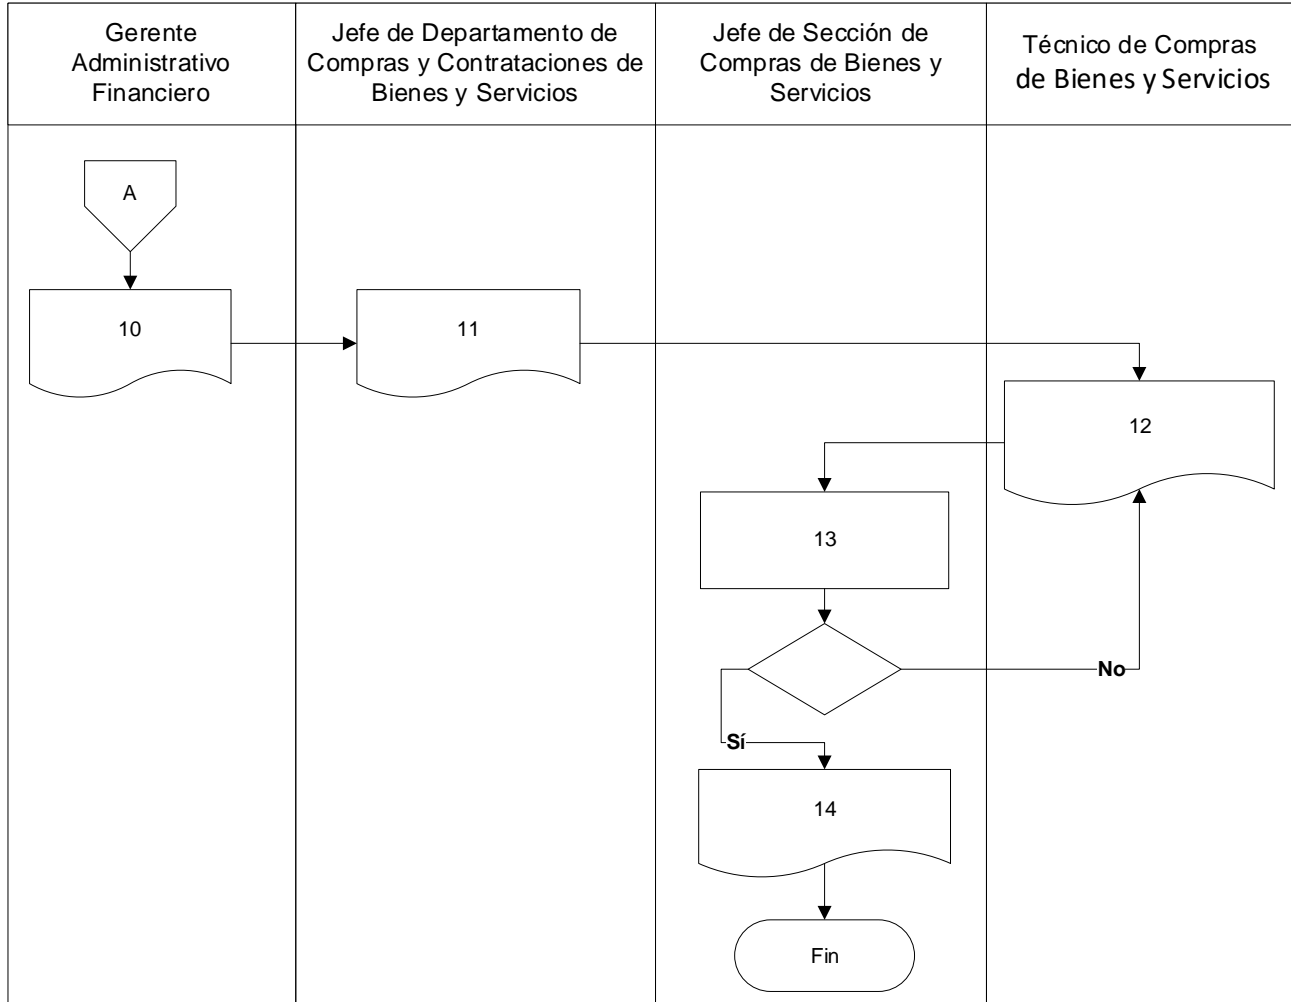 Gerente
Administrativo
Financiero
Jefe de Departamento de
Compras y Contrataciones de
Bienes y Servicios
Jefe de Sección de
Compras de Bienes y
Servicios
Técnico de Compras
de Bienes y Servicios
A
10
11
12
13
No
Sí
14
Fin